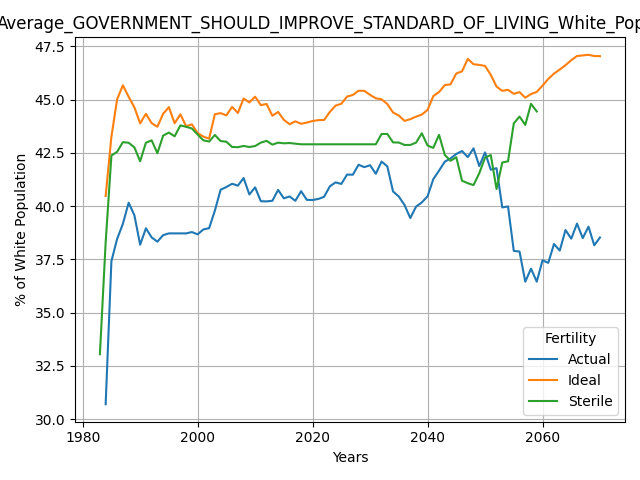 Average_GOVERNMENT_SHOULD_IMPROVE_STANDARD_OF_LIVING_White_Pop
47.5
45.0
42.5
40.0
37.5
35.0
32.5
30.0
% of White Population
1980
2000
2020
2040
2060
Years
Fertility
Actual
Ideal
Sterile